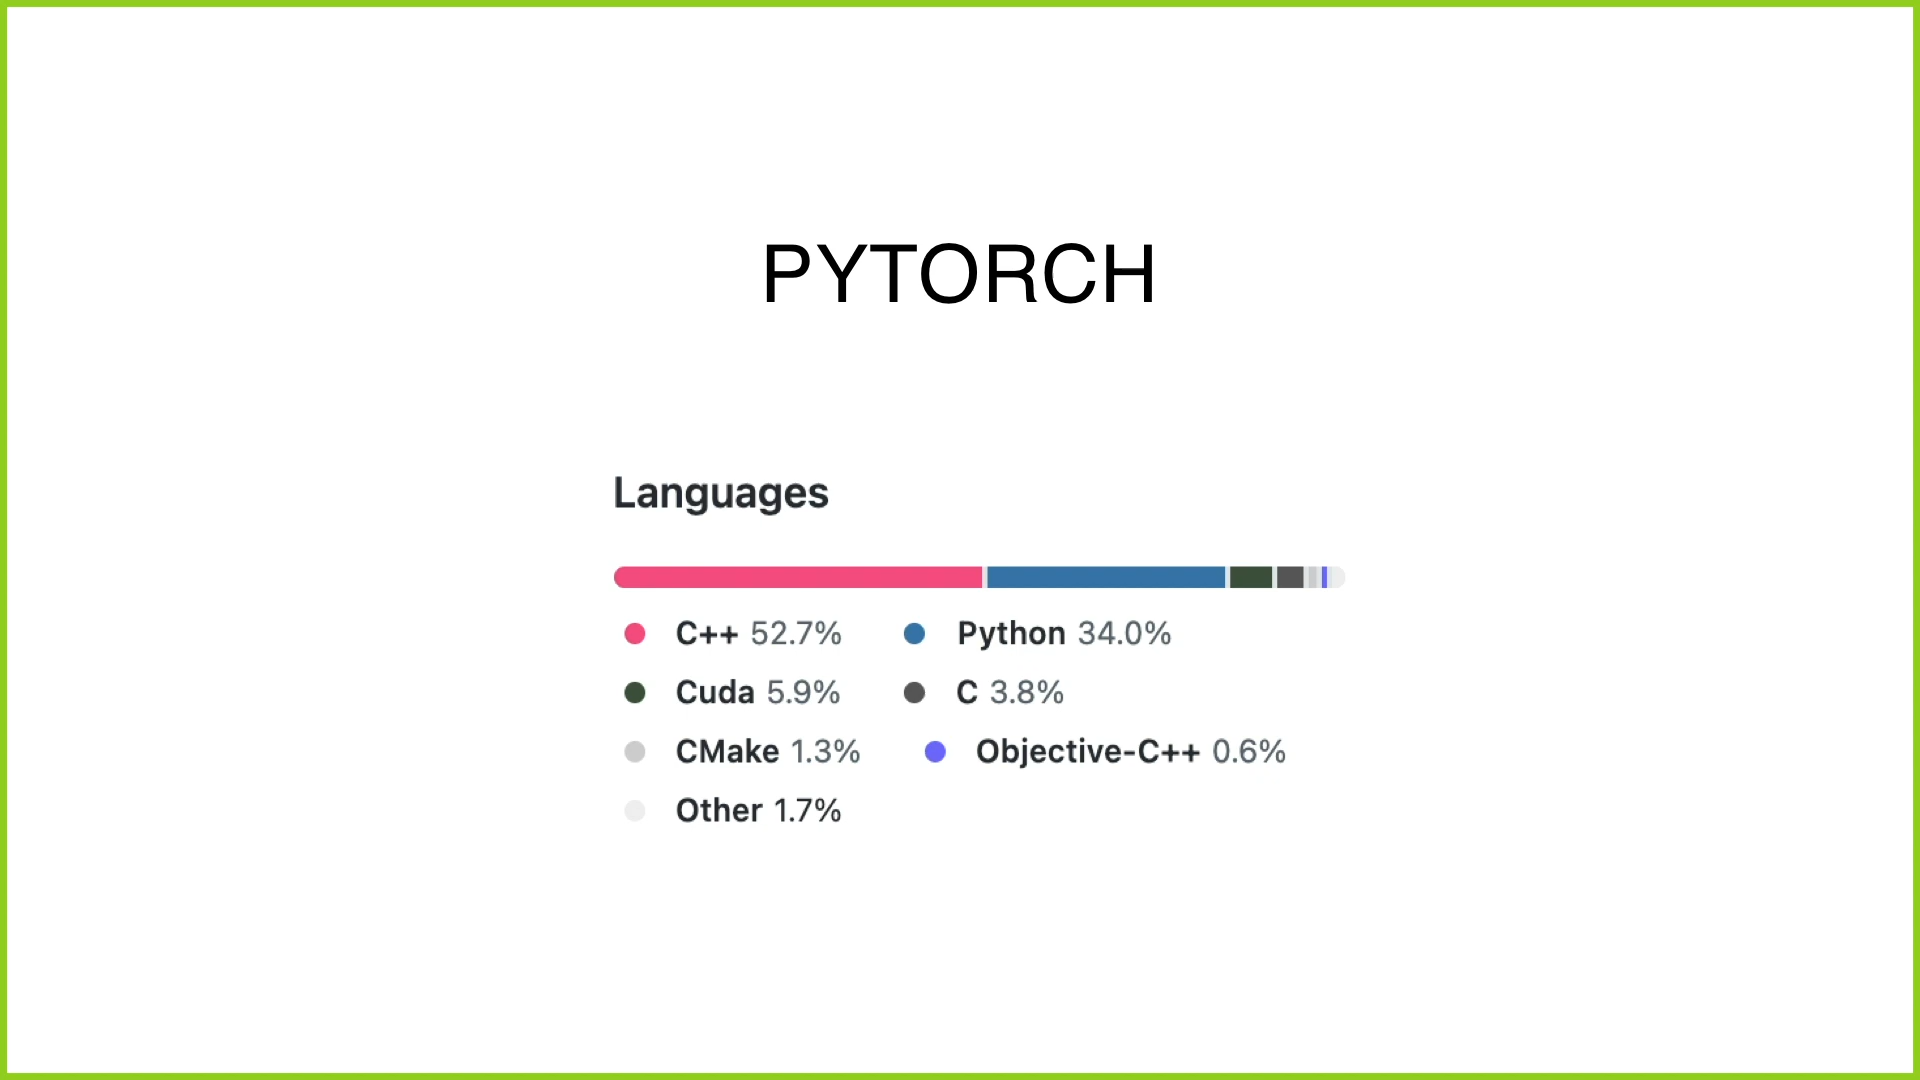 PYTORCH
Languages
C++ 52.7% Python 34.0%
Cuda 5.9% C 3.8%
CMake 1.3% Objective-C++ 0.6%
Other 1.7%